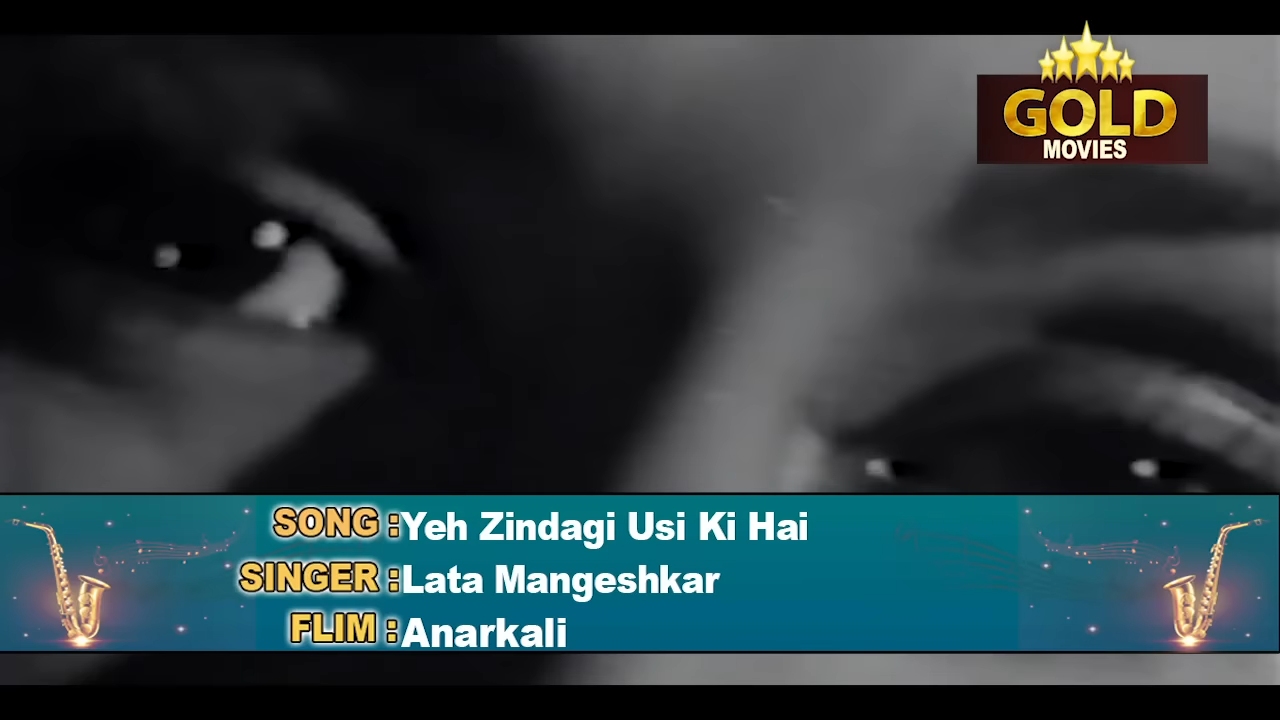 GOLD
MOVIES
SONG : Yeh Zindagi Usi Ki Hai
SINGER : Lata Mangeshkar
FLIM : Anarkali